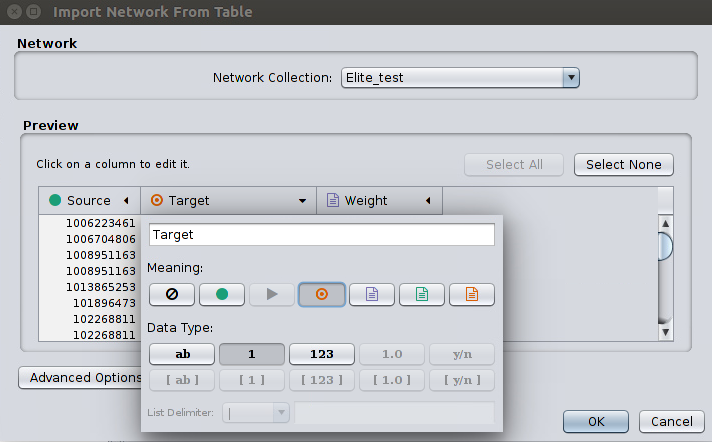 Import Network From Table
Network
Network Collection: Elite_test
Preview
Click on a column to edit it.
Select All
Select None
Source
Target
Weight
1006223461
1006704806
1008951163
1008951163
1013865253
101896473
102268811
102268811
Target
Meaning:
Data Type:
ab 1 123 1.0 y/n
[ ab ] [ 1 ] [ 123 ] [ 1.0 ] [ y/n ]
List Delimiter: |
Advanced Options
OK
Cancel